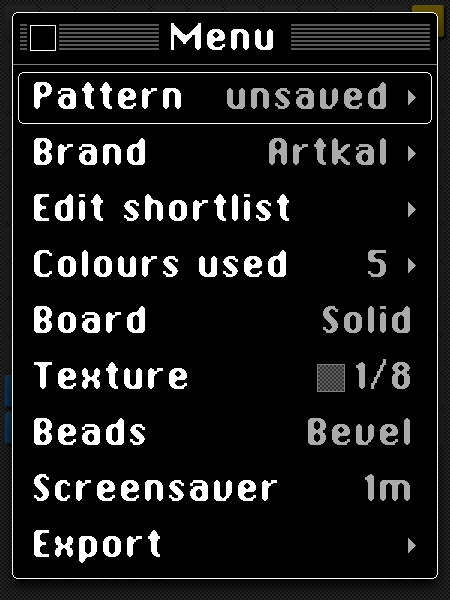 Menu
Pattern unsaved
Brand Artkal
Edit shortlist
Colours used 5
Board Solid
Texture 1/8
Beads Bevel
Screensaver 1m
Export